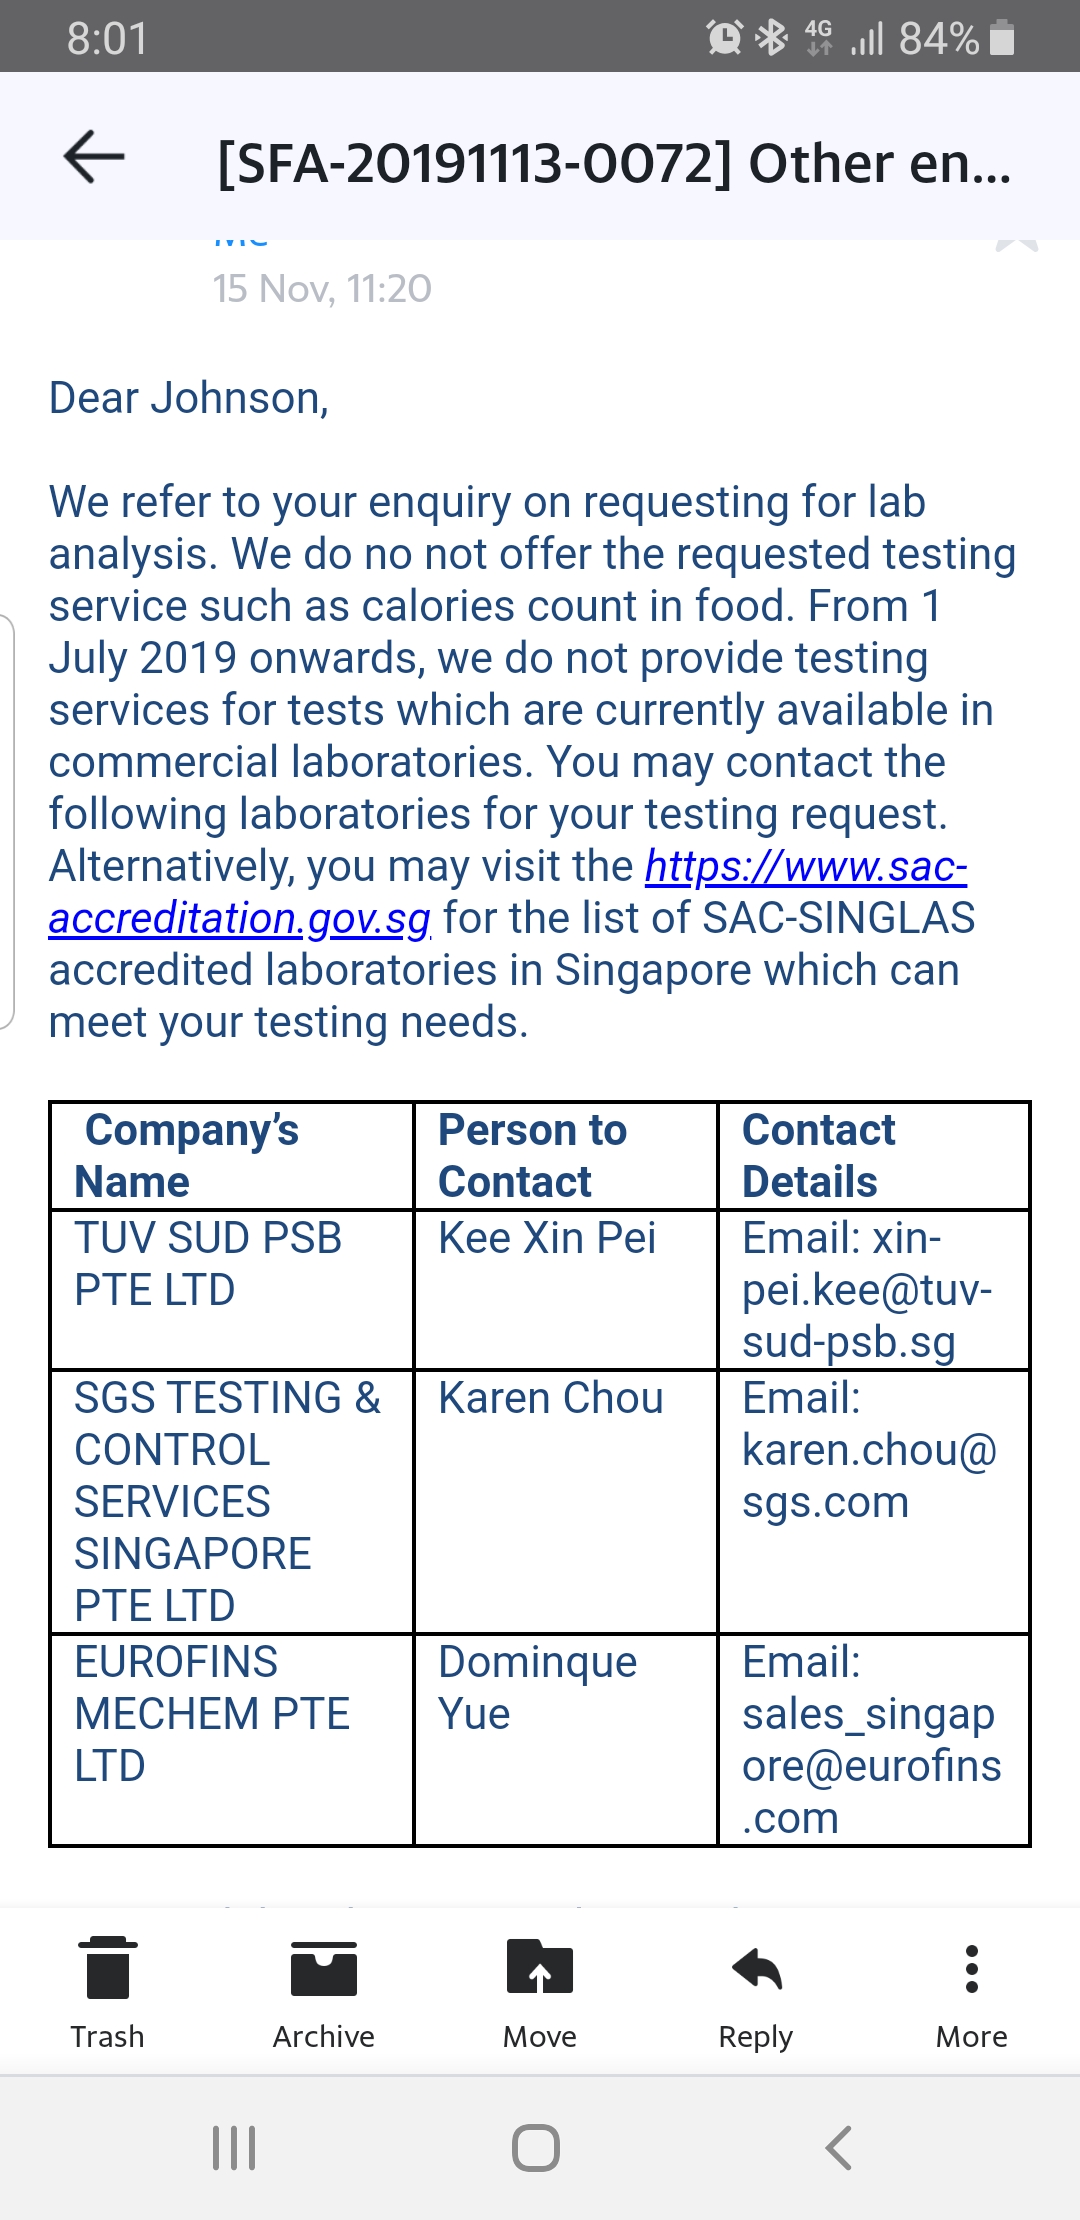 8:01
4G
84%
[SFA-20191113-0072] Other en...
15 Nov, 11:20
Dear Johnson,
We refer to your enquiry on requesting for lab
analysis. We do no not offer the requested testing
service such as calories count in food. From 1
July 2019 onwards, we do not provide testing
services for tests which are currently available in
commercial laboratories. You may contact the
following laboratories for your testing request.
Alternatively, you may visit the https://www.sac-
accreditation.gov.sg for the list of SAC-SINGLAS
accredited laboratories in Singapore which can
meet your testing needs.
Company’s
Name
Person to
Contact
Contact
Details
TUV SUD PSB
PTE LTD
Kee Xin Pei
Email: xin-
pei.kee@tuv-
sud-psb.sg
SGS TESTING &
CONTROL
SERVICES
SINGAPORE
PTE LTD
Karen Chou
Email:
karen.chou@
sgs.com
EUROFINS
MECHEM PTE
LTD
Dominque
Yue
Email:
sales_singap
ore@eurofins
.com
Trash
Archive
Move
Reply
More